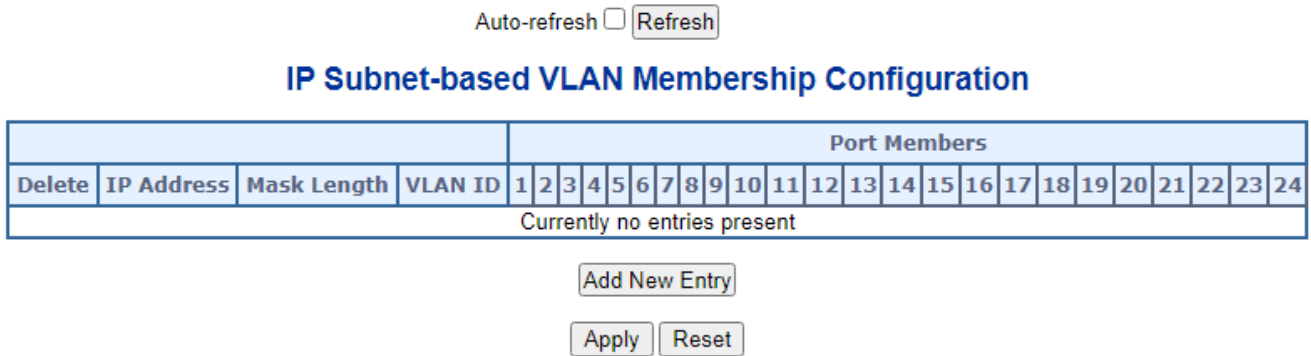 Auto-refresh Refresh
IP Subnet-based VLAN Membership Configuration
Port Members
Delete IP Address Mask Length VLAN ID 1 2 3 4 5 6 7 8 9 10 11 12 13 14 15 16 17 18 19 20 21 22 23 24
Currently no entries present
Add New Entry
Apply Reset